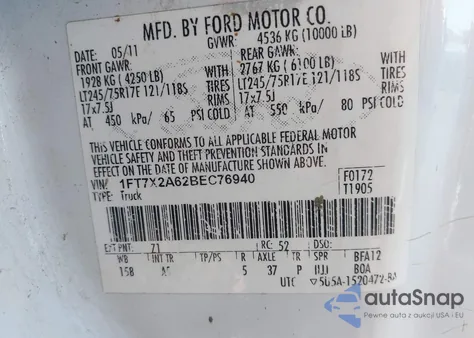 MFD. BY FORD MOTOR CO.
DATE: 05/11 GVWR: 4536 KG (10000 LB)
FRONT GAWR: REAR GAWR:
1928 KG ( 4250 LB) WITH 2767 KG ( 6100 LB) WITH
LT245/75R17E 121/118S TIRES LT245/75R17E 121/118S TIRES
17x7.5J RIMS 17x7.5J RIMS
AT 450 kPa/ 65 PSI COLD AT 550 kPa/ 80 PSI COLD
THIS VEHICLE CONFORMS TO ALL APPLICABLE FEDERAL MOTOR
VEHICLE SAFETY AND THEFT PREVENTION STANDARDS IN
EFFECT ON THE DATE OF MANUFACTURE SHOWN ABOVE.
VIN: 1FT7X2A62BEC76940 F0172
TYPE: Truck T1905
EXT PNT: Z1 RC: 52 DSO:
WB INT TR TP/PS R AXLE TR SPR BFA12
158 5 37 P BOA
UTC
autoSnap
Pewne auto z aukcji USA i EU